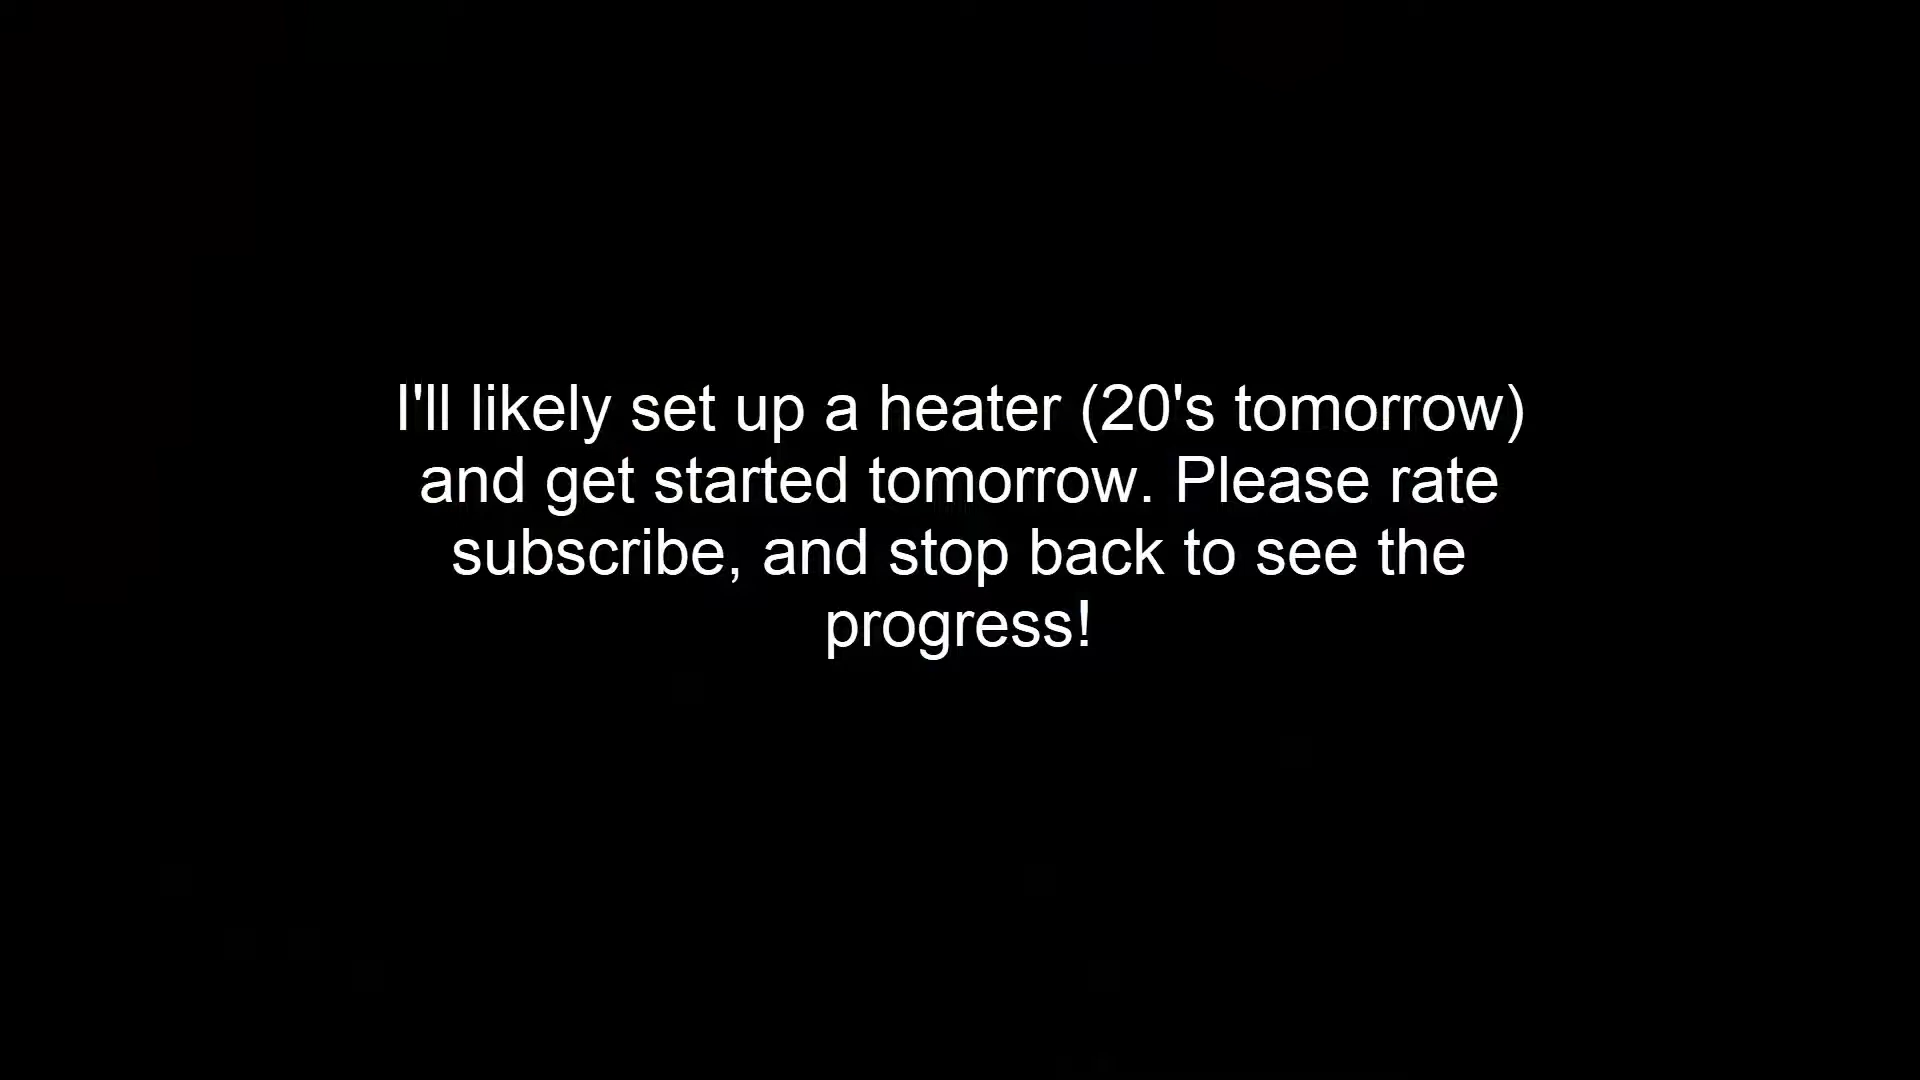 I'll likely set up a heater (20's tomorrow)
and get started tomorrow. Please rate
subscribe, and stop back to see the
progress!